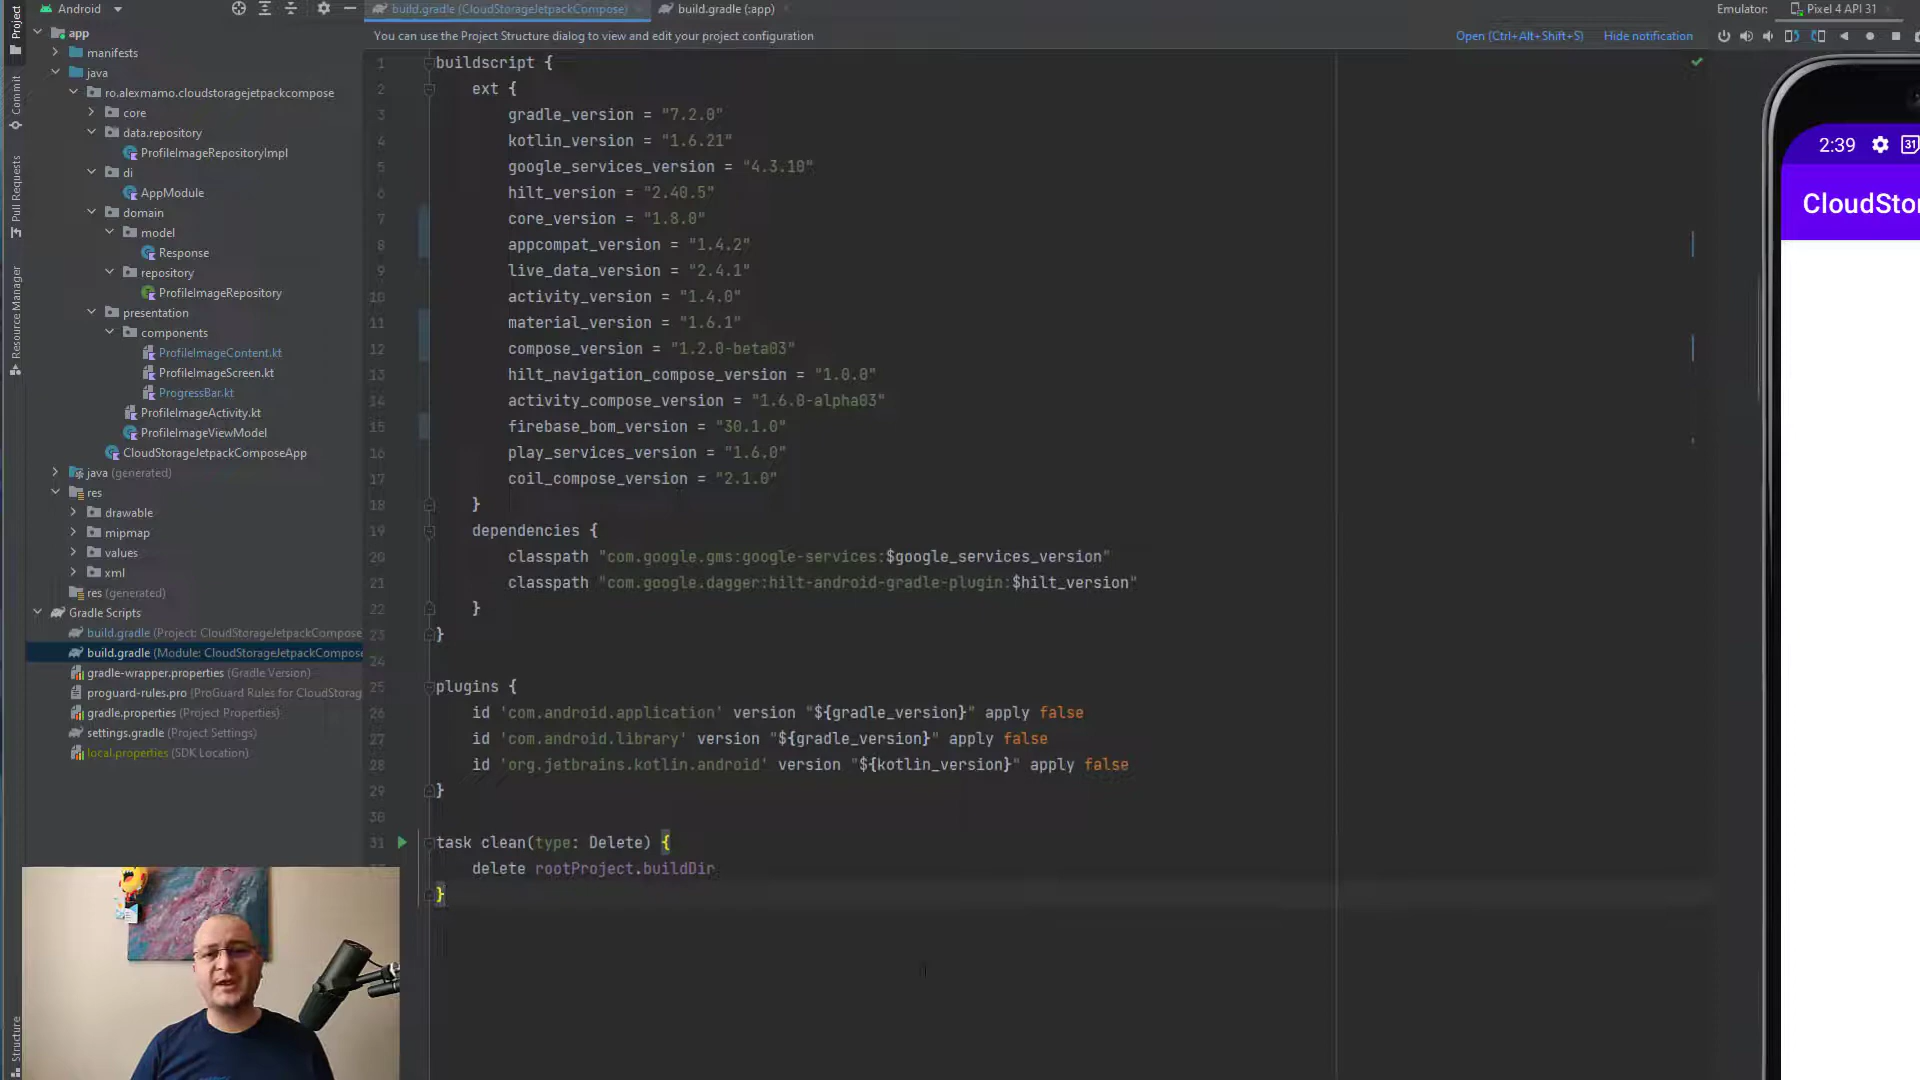 Android
build.gradle (CloudStorageJetpackCompose)
build.gradle (:app)
Emulator:
Pixel 4 API 31
You can use the Project Structure dialog to view and edit your project configuration
Open (Ctrl+Alt+Shift+S)
Hide notification
Project
Commit
Pull Requests
Resource Manager
Structure
app
manifests
java
ro.alexmamo.cloudstoragejetpackcompose
core
data.repository
ProfileImageRepositoryImpl
di
AppModule
domain
model
Response
repository
ProfileImageRepository
presentation
components
ProfileImageContent.kt
ProfileImageScreen.kt
ProgressBar.kt
ProfileImageActivity.kt
ProfileImageViewModel
CloudStorageJetpackComposeApp
java (generated)
res
drawable
mipmap
values
xml
res (generated)
Gradle Scripts
build.gradle (Project: CloudStorageJetpackCompose
build.gradle (Module: CloudStorageJetpackCompose
gradle-wrapper.properties (Gradle Version)
proguard-rules.pro (ProGuard Rules for CloudStorag
gradle.properties (Project Properties)
settings.gradle (Project Settings)
local.properties (SDK Location)
1 buildscript {
2 ext {
3 gradle_version = "7.2.0"
4 kotlin_version = "1.6.21"
5 google_services_version = "4.3.10"
6 hilt_version = "2.40.5"
7 core_version = "1.8.0"
8 appcompat_version = "1.4.2"
9 live_data_version = "2.4.1"
10 activity_version = "1.4.0"
11 material_version = "1.6.1"
12 compose_version = "1.2.0-beta03"
13 hilt_navigation_compose_version = "1.0.0"
14 activity_compose_version = "1.6.0-alpha03"
15 firebase_bom_version = "30.1.0"
16 play_services_version = "1.6.0"
17 coil_compose_version = "2.1.0"
18 }
19 dependencies {
20 classpath "com.google.gms:google-services:$google_services_version"
21 classpath "com.google.dagger:hilt-android-gradle-plugin:$hilt_version"
22 }
23 }
24
25 plugins {
26 id 'com.android.application' version "${gradle_version}" apply false
27 id 'com.android.library' version "${gradle_version}" apply false
28 id 'org.jetbrains.kotlin.android' version "${kotlin_version}" apply false
29 }
30
31 task clean(type: Delete) {
delete rootProject.buildDir
}
2:39
31
CloudSto